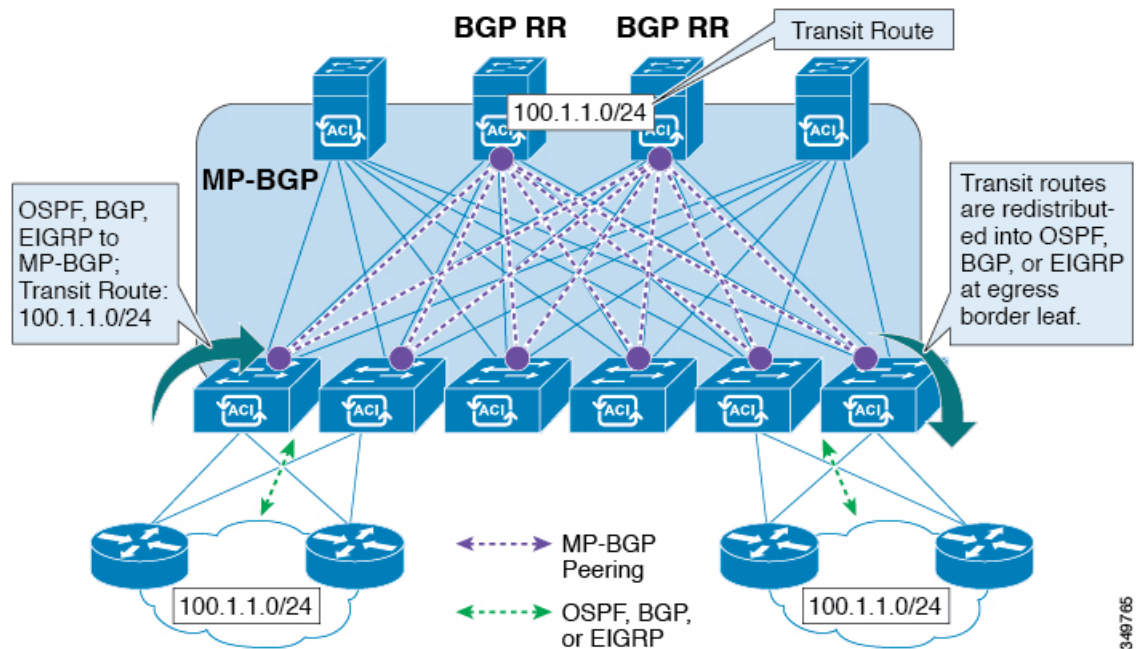 BGP RR
BGP RR
Transit Route
100.1.1.0/24
ACI
ACI
ACI
ACI
MP-BGP
OSPF, BGP,
EIGRP to
MP-BGP;
Transit Route:
100.1.1.0/24
Transit routes
are redistribut-
ed into OSPF,
BGP, or EIGRP
at egress
border leaf.
ACI
ACI
ACI
ACI
ACI
ACI
100.1.1.0/24
MP-BGP
Peering
OSPF, BGP,
or EIGRP
100.1.1.0/24
349765